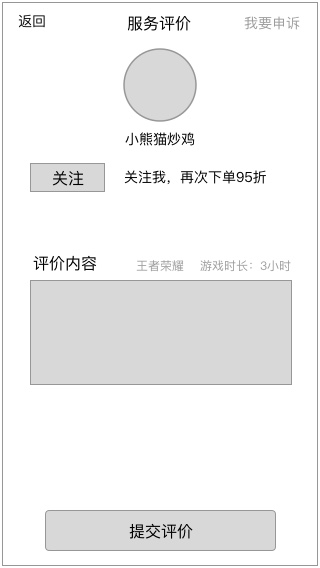 返回 服务评价 我要申诉
小熊猫炒鸡
关注 关注我，再次下单95折
评价内容 王者荣耀 游戏时长：3小时
提交评价